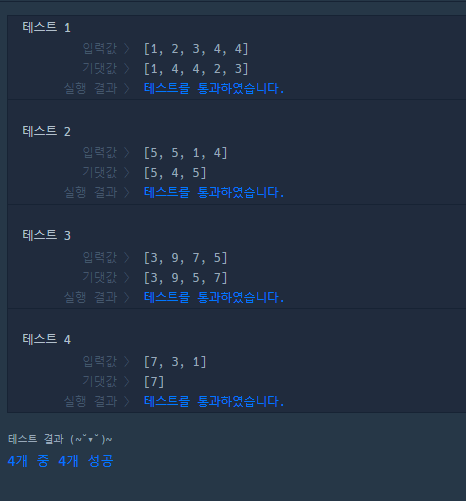 테스트 1
입력값 〉 [1, 2, 3, 4, 4]
기댓값 〉 [1, 4, 4, 2, 3]
실행 결과 〉 테스트를 통과하였습니다.
테스트 2
입력값 〉 [5, 5, 1, 4]
기댓값 〉 [5, 4, 5]
실행 결과 〉 테스트를 통과하였습니다.
테스트 3
입력값 〉 [3, 9, 7, 5]
기댓값 〉 [3, 9, 5, 7]
실행 결과 〉 테스트를 통과하였습니다.
테스트 4
입력값 〉 [7, 3, 1]
기댓값 〉 [7]
실행 결과 〉 테스트를 통과하였습니다.
테스트 결과 (~˘▾˘)~
4개 중 4개 성공